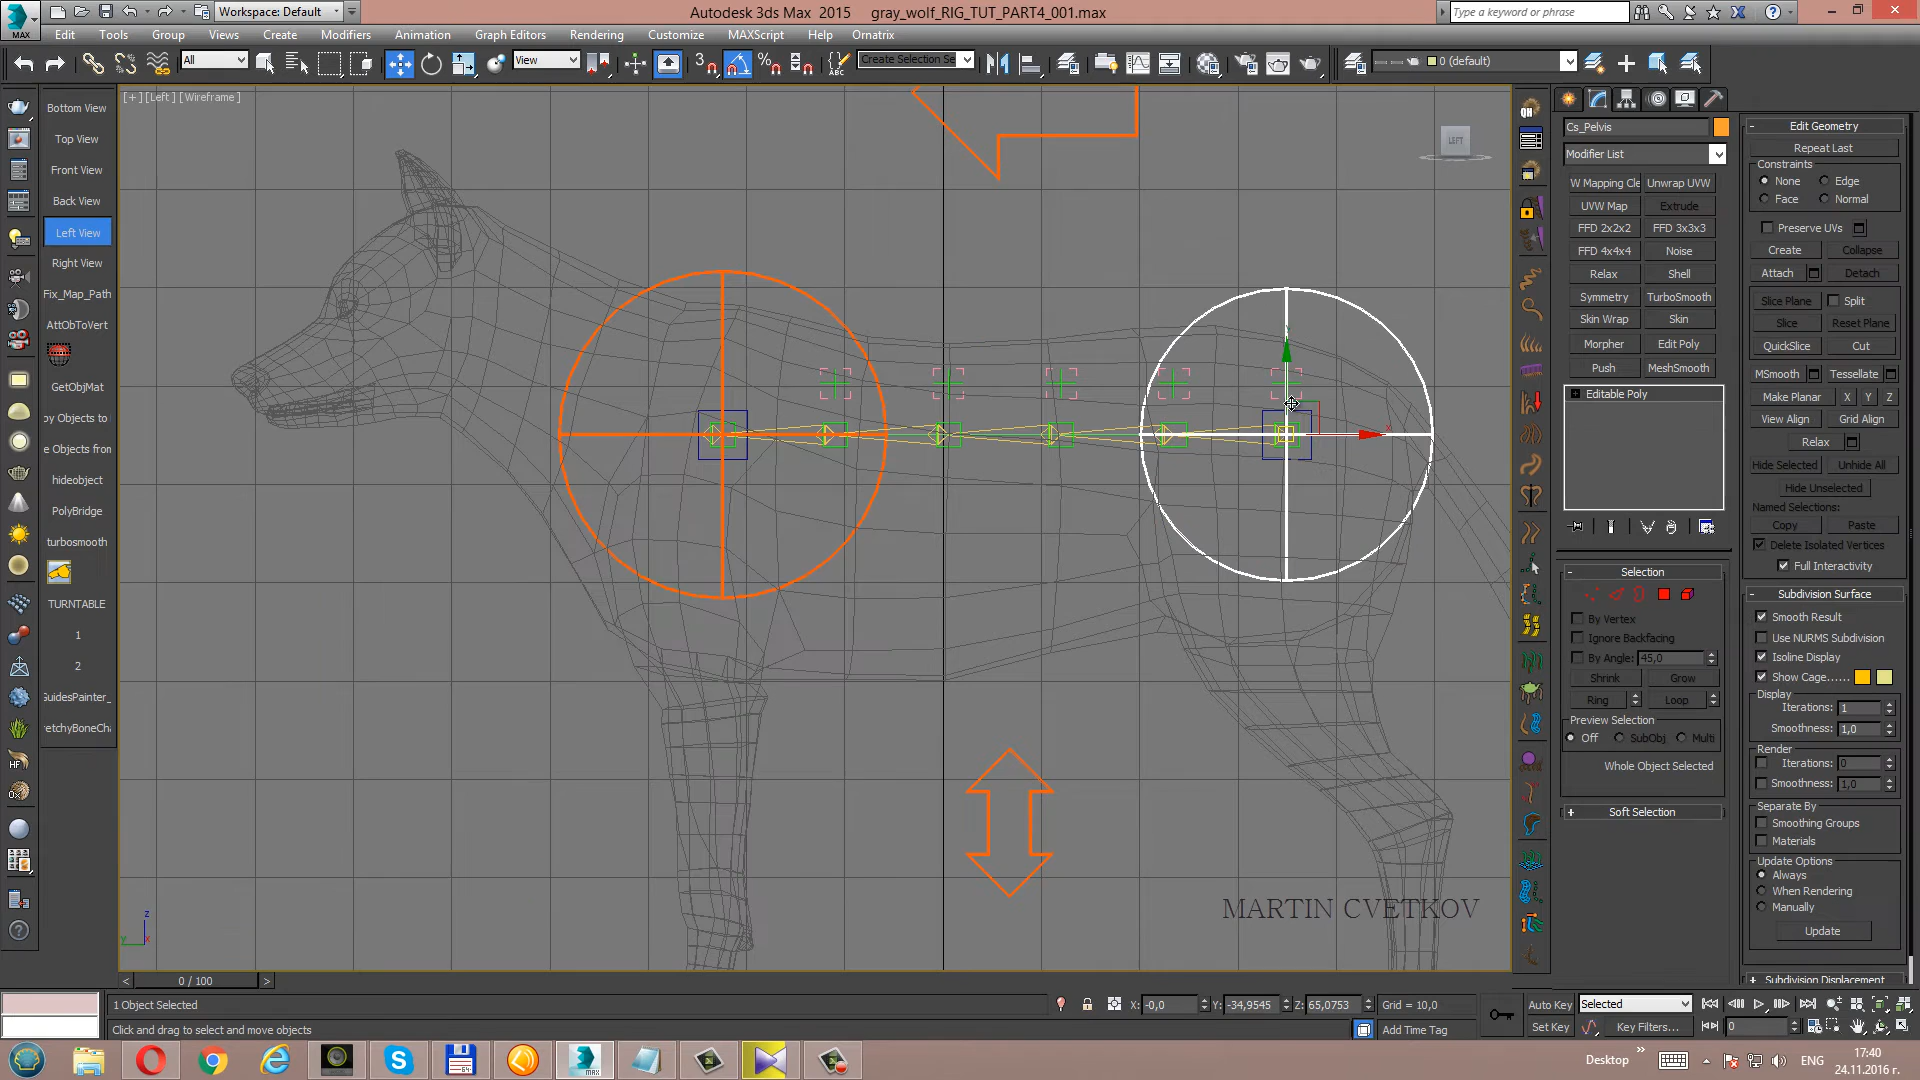 Workspace: Default
Autodesk 3ds Max 2015 gray_wolf_RIG_TUT_PART4_001.max
Type a keyword or phrase
MAX
Edit Tools Group Views Create Modifiers Animation Graph Editors Rendering Customize MAXScript Help Ornatrix
All
View
Create Selection Se
0 (default)
[+] [Left] [Wireframe]
Bottom View
Top View
Front View
Back View
Left View
Right View
Fix_Map_Path
AttObToVert
GetObjMat
py Objects to
e Objects from
hideobject
PolyBridge
turbosmooth
TURNTABLE
1
2
GuidesPainter_
retchyBoneCha
LEFT
MARTIN CVETKOV
Cs_Pelvis
Modifier List
W Mapping Cle Unwrap UVW
UVW Map Extrude
FFD 2x2x2 FFD 3x3x3
FFD 4x4x4 Noise
Relax Shell
Symmetry TurboSmooth
Skin Wrap Skin
Morpher Edit Poly
Push MeshSmooth
Editable Poly
Selection
By Vertex
Ignore Backfacing
By Angle: 45,0
Shrink Grow
Ring Loop
Preview Selection
Off SubObj Multi
Whole Object Selected
Soft Selection
Edit Geometry
Repeat Last
Constraints
None Edge
Face Normal
Preserve UVs
Create Collapse
Attach Detach
Slice Plane Split
Slice Reset Plane
QuickSlice Cut
MSmooth Tessellate
Make Planar X Y Z
View Align Grid Align
Relax
Hide Selected Unhide All
Hide Unselected
Named Selections:
Copy Paste
Delete Isolated Vertices
Full Interactivity
Subdivision Surface
Smooth Result
Use NURMS Subdivision
Isoline Display
Show Cage......
Display
Iterations: 1
Smoothness: 1,0
Render
Iterations: 0
Smoothness: 1,0
Separate By
Smoothing Groups
Materials
Update Options
Always
When Rendering
Manually
Update
Subdivision Displacement
0 / 100
1 Object Selected
X: -0,0 Y: -34,9545 Z: 65,0753 Grid = 10,0
Auto Key Selected
Click and drag to select and move objects
Add Time Tag
Set Key Key Filters... 0
Desktop
ENG
17:40
24.11.2016 г.